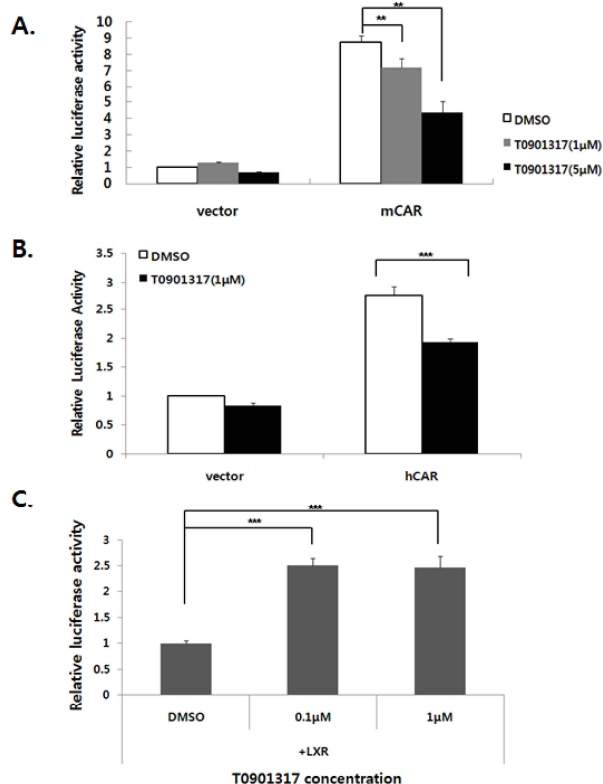 A.
Relative luciferase activity
10
9
8
7
6
5
4
3
2
1
0
**
**
vector
mCAR
DMSO
T0901317(1μM)
T0901317(5μM)
B.
Relative Luciferase Activity
3.5
3
2.5
2
1.5
1
0.5
0
DMSO
T0901317(1μM)
***
vector
hCAR
C.
Relative luciferase activity
3
2.5
2
1.5
1
0.5
0
***
***
DMSO
0.1μM
1μM
+LXR
T0901317 concentration